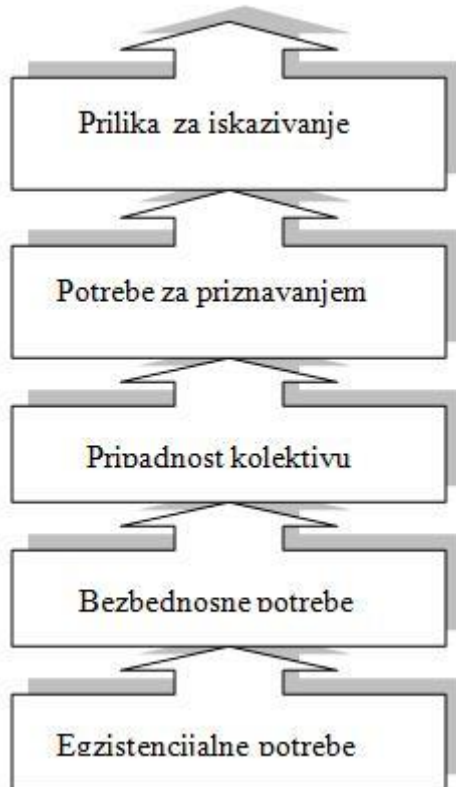 Prilika za iskazivanje
Potrebe za priznavanjem
Pripadnost kolektivu
Bezbednosne potrebe
Egzistencijalne potrebe